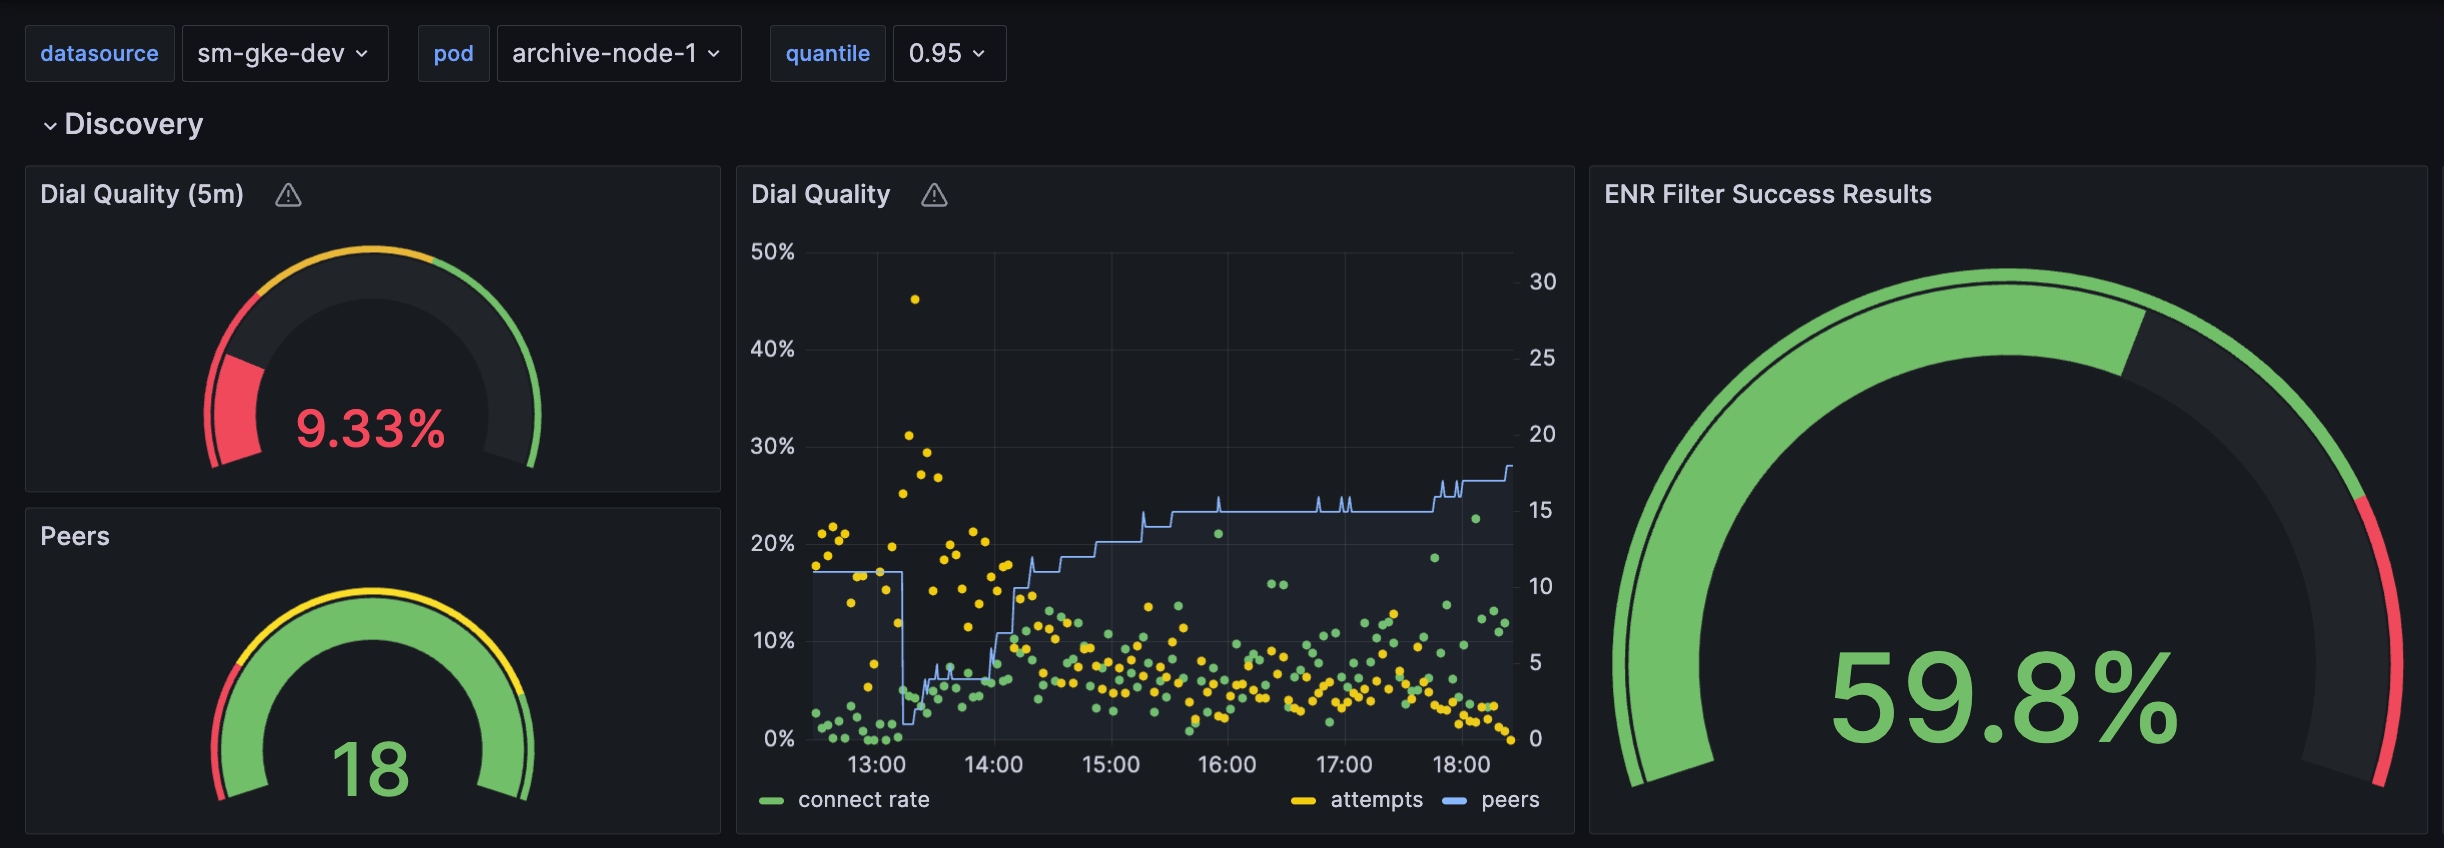 datasource sm-gke-dev pod archive-node-1 quantile 0.95
Discovery
Dial Quality (5m)
9.33%
Peers
18
Dial Quality
50%
40%
30%
20%
10%
0%
30
25
20
15
10
5
0
13:00 14:00 15:00 16:00 17:00 18:00
connect rate attempts peers
ENR Filter Success Results
59.8%